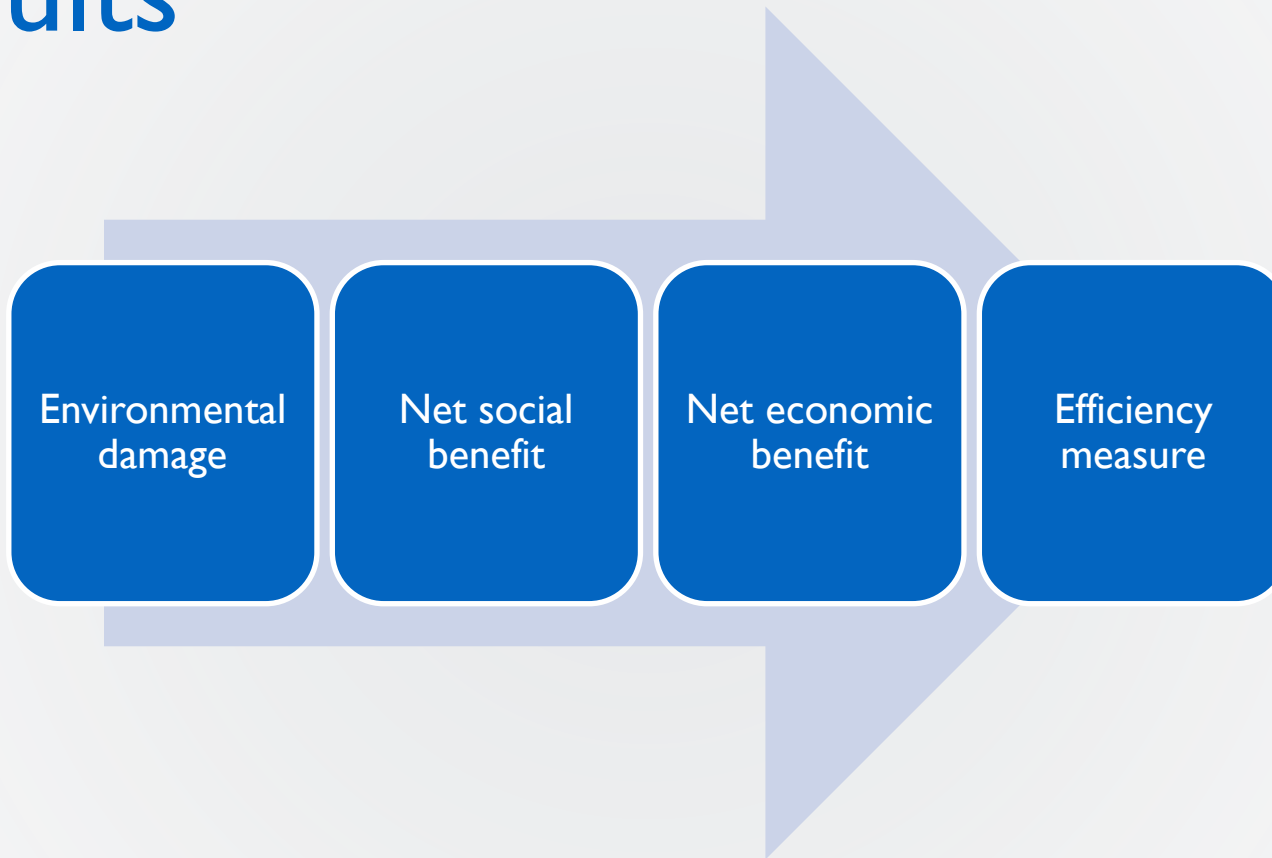 Environmental
damage
Net social
benefit
Net economic
benefit
Efficiency
measure